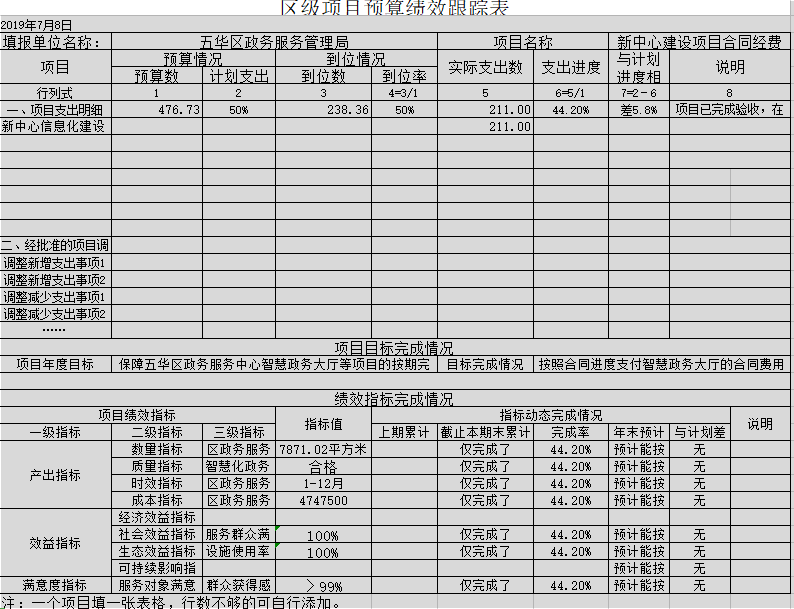 区级项目预算绩效跟踪表
2019年7月8日
填报单位名称： 五华区政务服务管理局 项目名称 新中心建设项目合同经费
项目 预算情况 到位情况 实际支出数 支出进度 与计划进度相 说明
预算数 计划支出 到位数 到位率
行列式 1 2 3 4=3/1 5 6=5/1 7=2-6 8
一、项目支出明细 476.73 50% 238.36 50% 211.00 44.20% 差5.8% 项目已完成验收，在
新中心信息化建设 211.00
二、经批准的项目调
调整新增支出事项1
调整新增支出事项2
调整减少支出事项1
调整减少支出事项2
……
项目目标完成情况
项目年度目标 保障五华区政务服务中心智慧政务大厅等项目的按期完 目标完成情况 按照合同进度支付智慧政务大厅的合同费用
绩效指标完成情况
项目绩效指标 指标值 指标动态完成情况 说明
一级指标 二级指标 三级指标 上期累计 截止本期末累计 完成率 年末预计 与计划差
产出指标 数量指标 区政务服务 7871.02平方米 仅完成了 44.20% 预计能按 无
质量指标 智慧化政务 合格 仅完成了 44.20% 预计能按 无
时效指标 区政务服务 1-12月 仅完成了 44.20% 预计能按 无
成本指标 区政务服务 4747500 仅完成了 44.20% 预计能按 无
效益指标 经济效益指标
社会效益指标 服务群众满 100% 仅完成了 44.20% 预计能按 无
生态效益指标 设施使用率 100% 仅完成了 44.20% 预计能按 无
可持续影响指 预计能按 无
满意度指标 服务对象满意 群众获得感 ＞99% 仅完成了 44.20% 预计能按 无
注：一个项目填一张表格，行数不够的可自行添加。